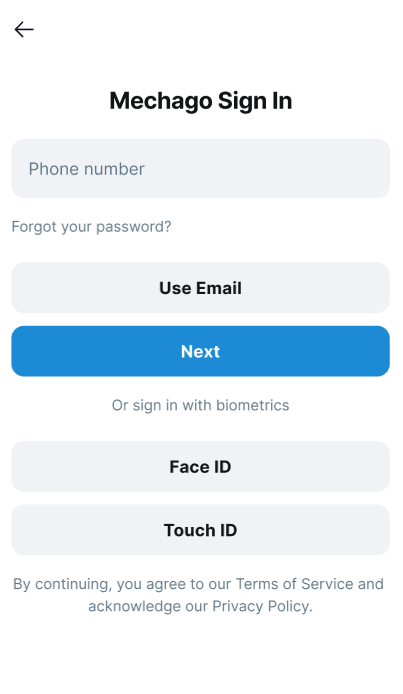 Mechago Sign In
Phone number
Forgot your password?
Use Email
Next
Or sign in with biometrics
Face ID
Touch ID
By continuing, you agree to our Terms of Service and
acknowledge our Privacy Policy.